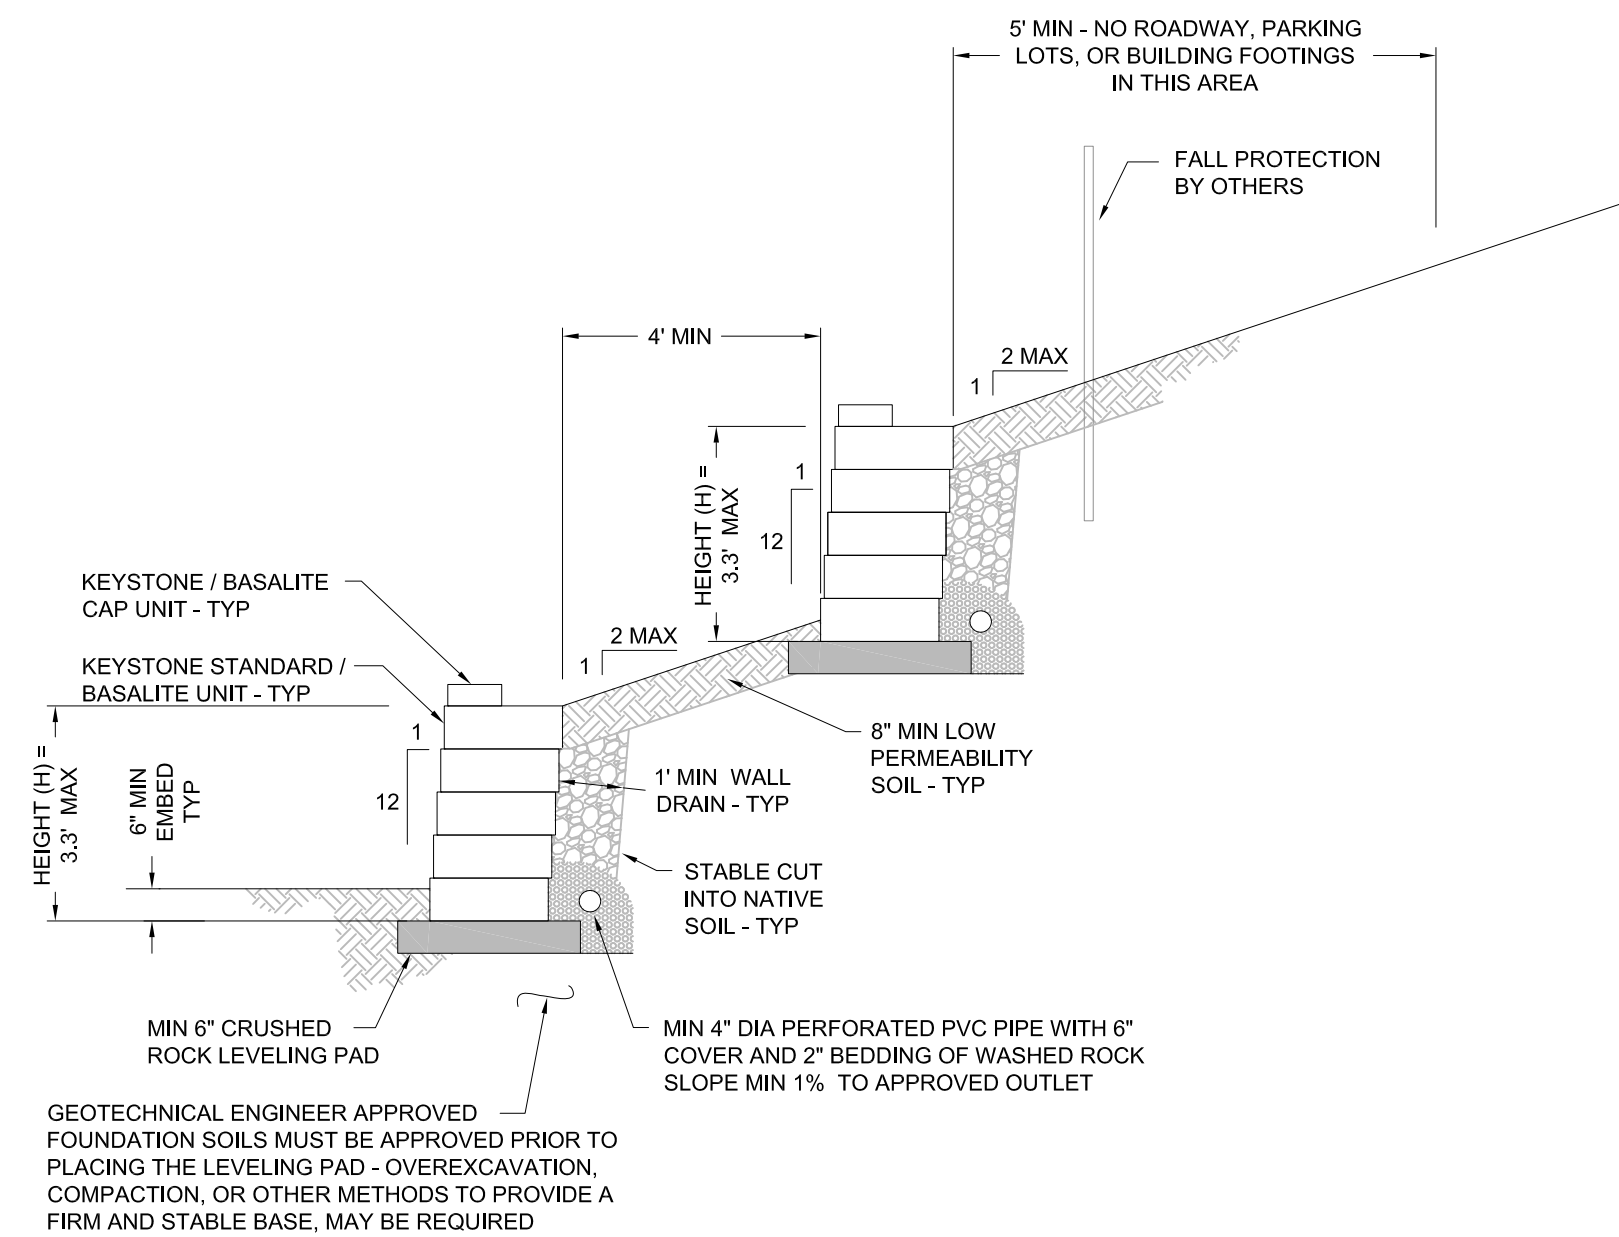 5' MIN - NO ROADWAY, PARKING
LOTS, OR BUILDING FOOTINGS
IN THIS AREA
FALL PROTECTION
BY OTHERS
4' MIN
2 MAX
1
HEIGHT (H) =
3.3' MAX
1
12
KEYSTONE / BASALITE
CAP UNIT - TYP
2 MAX
1
KEYSTONE STANDARD /
BASALITE UNIT - TYP
8" MIN LOW
PERMEABILITY
SOIL - TYP
1
12
HEIGHT (H) =
3.3' MAX
6" MIN
EMBED
TYP
1' MIN WALL
DRAIN - TYP
STABLE CUT
INTO NATIVE
SOIL - TYP
MIN 6" CRUSHED
ROCK LEVELING PAD
MIN 4" DIA PERFORATED PVC PIPE WITH 6"
COVER AND 2" BEDDING OF WASHED ROCK
SLOPE MIN 1% TO APPROVED OUTLET
GEOTECHNICAL ENGINEER APPROVED
FOUNDATION SOILS MUST BE APPROVED PRIOR TO
PLACING THE LEVELING PAD - OVEREXCAVATION,
COMPACTION, OR OTHER METHODS TO PROVIDE A
FIRM AND STABLE BASE, MAY BE REQUIRED